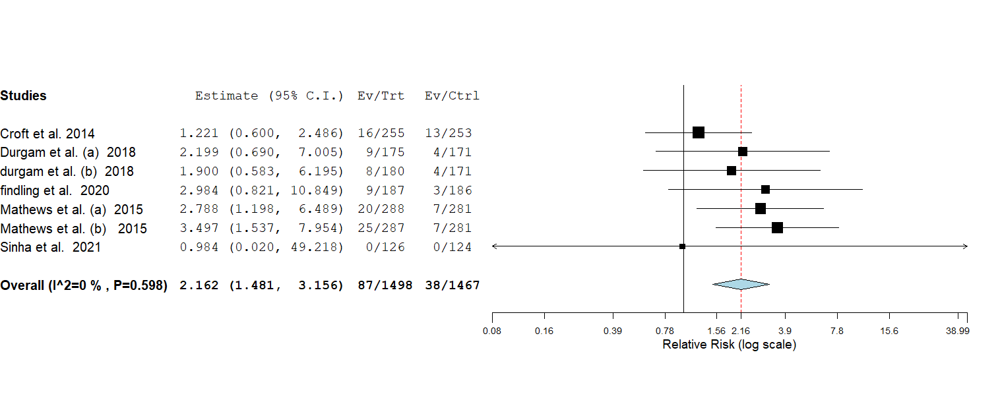 Studies Estimate (95% C.I.) Ev/Trt Ev/Ctrl
Croft et al. 2014 1.221 (0.600, 2.486) 16/255 13/253
Durgam et al. (a) 2018 2.199 (0.690, 7.005) 9/175 4/171
durgam et al. (b) 2018 1.900 (0.583, 6.195) 8/180 4/171
findling et al. 2020 2.984 (0.821, 10.849) 9/187 3/186
Mathews et al. (a) 2015 2.788 (1.198, 6.489) 20/288 7/281
Mathews et al. (b) 2015 3.497 (1.537, 7.954) 25/287 7/281
Sinha et al. 2021 0.984 (0.020, 49.218) 0/126 0/124
Overall (I^2=0 % , P=0.598) 2.162 (1.481, 3.156) 87/1498 38/1467
0.08 0.16 0.39 0.78 1.56 2.16 3.9 7.8 15.6 38.99
Relative Risk (log scale)